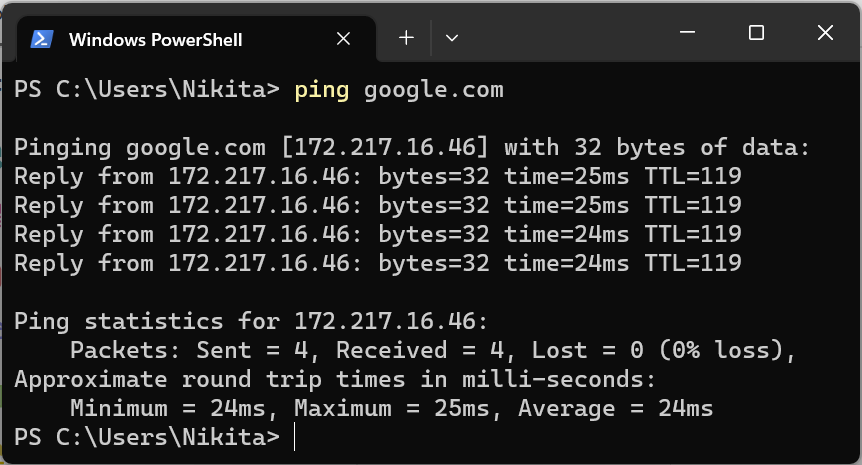 Windows PowerShell
PS C:\Users\Nikita> ping google.com
Pinging google.com [172.217.16.46] with 32 bytes of data:
Reply from 172.217.16.46: bytes=32 time=25ms TTL=119
Reply from 172.217.16.46: bytes=32 time=25ms TTL=119
Reply from 172.217.16.46: bytes=32 time=24ms TTL=119
Reply from 172.217.16.46: bytes=32 time=24ms TTL=119
Ping statistics for 172.217.16.46:
    Packets: Sent = 4, Received = 4, Lost = 0 (0% loss),
Approximate round trip times in milli-seconds:
    Minimum = 24ms, Maximum = 25ms, Average = 24ms
PS C:\Users\Nikita>